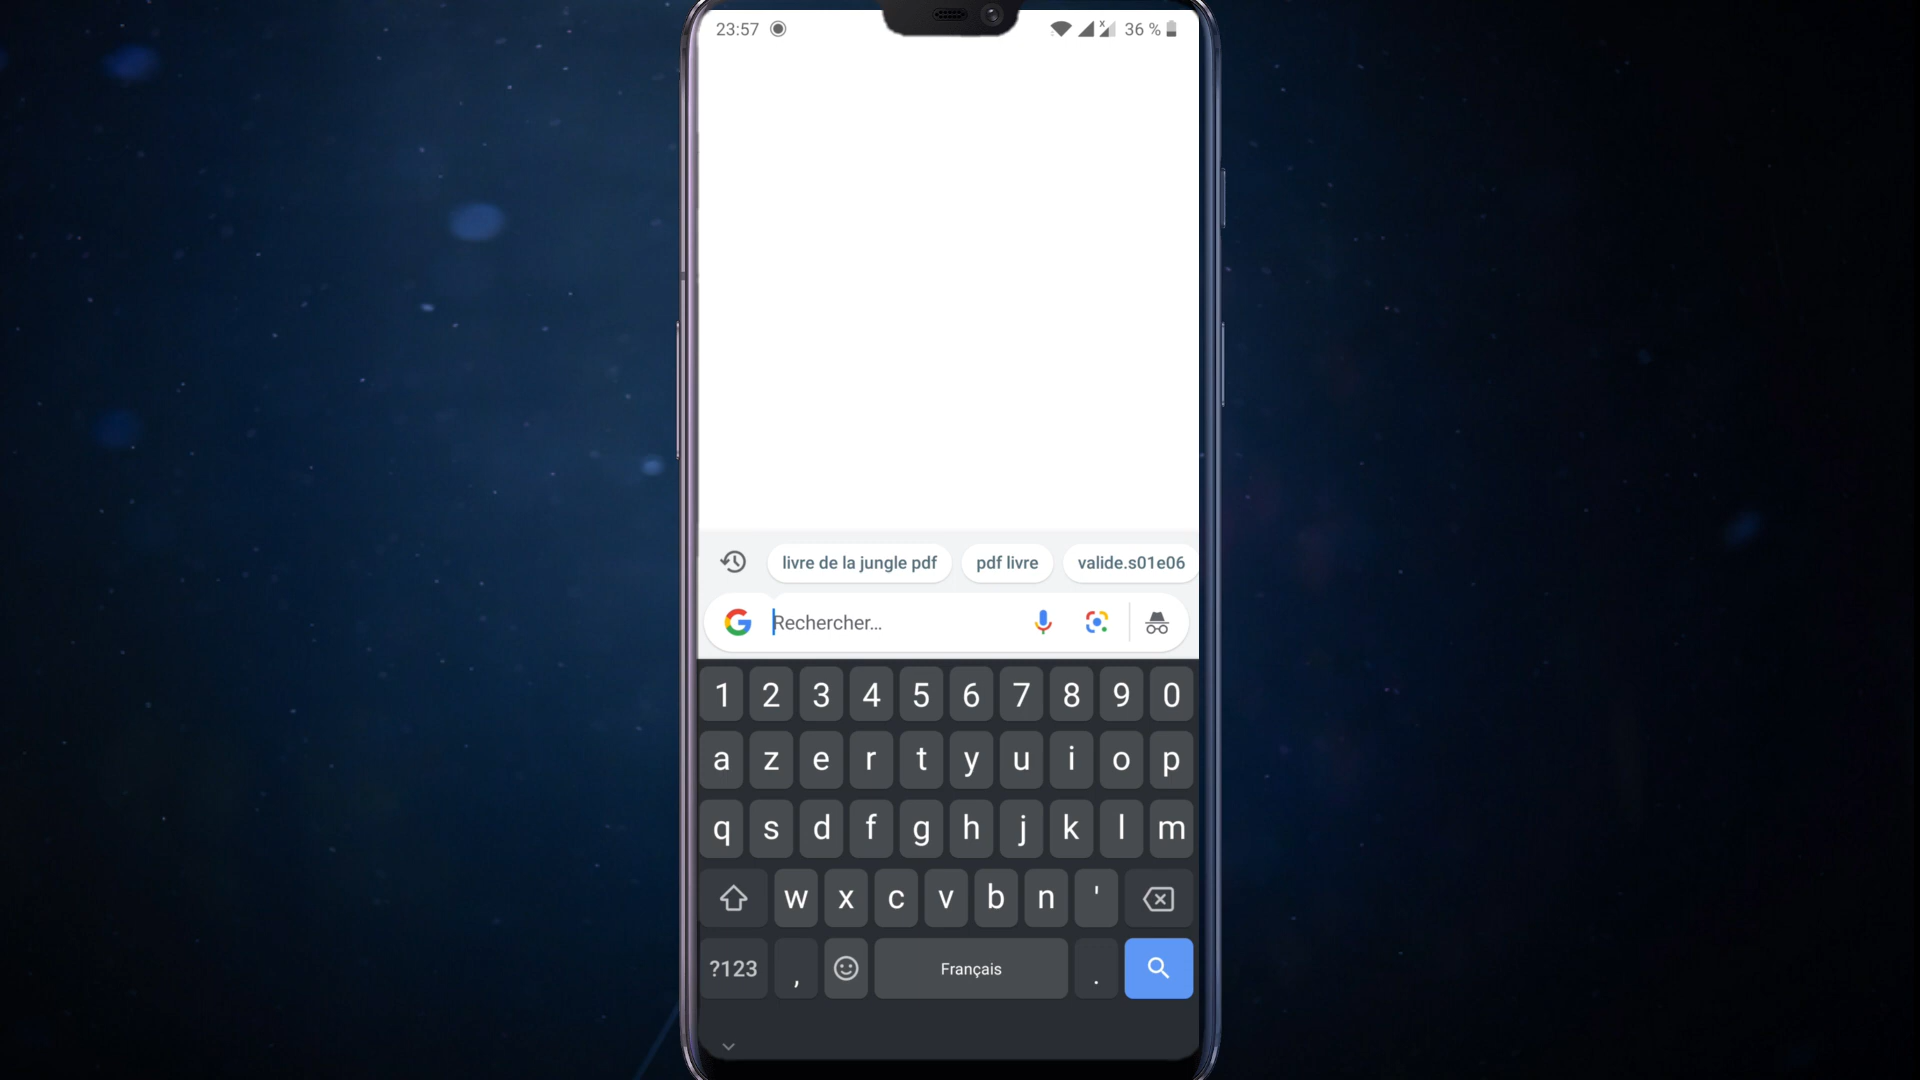 23:57 36 %
livre de la jungle pdf pdf livre valide.s01e06
Rechercher...
1 2 3 4 5 6 7 8 9 0
a z e r t y u i o p
q s d f g h j k l m
w x c v b n '
?123 , Français .